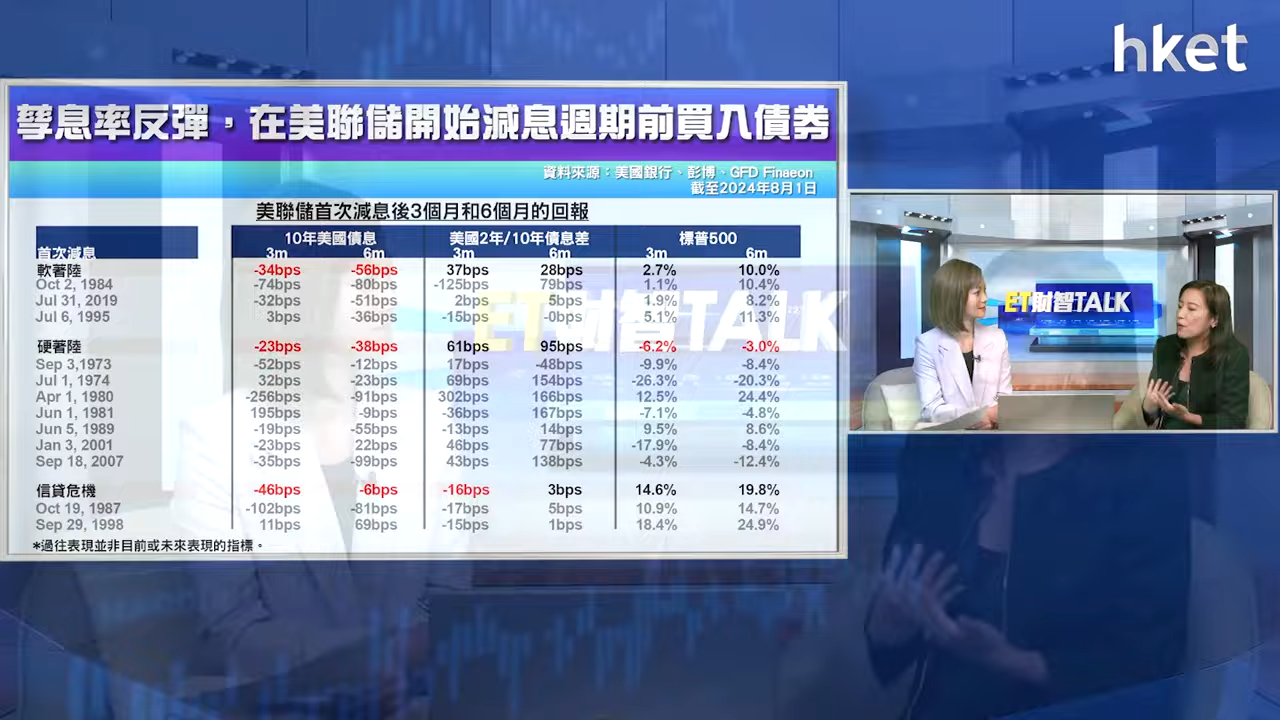 hket
孳息率反彈，在美聯儲開始減息週期前買入債券
資料來源：美國銀行、彭博、GFD Finaeon
截至2024年8月1日
美聯儲首次減息後3個月和6個月的回報
10年美國債息 美國2年/10年債息差 標普500
首次減息 3m 6m 3m 6m 3m 6m
軟著陸 -34bps -56bps 37bps 28bps 2.7% 10.0%
Oct 2, 1984 -74bps -80bps -125bps 79bps 1.1% 10.4%
Jul 31, 2019 -32bps -51bps 2bps 5bps 1.9% 8.2%
Jul 6, 1995 3bps -36bps -15bps -0bps 5.1% 11.3%
硬著陸 -23bps -38bps 61bps 95bps -6.2% -3.0%
Sep 3,1973 -52bps -12bps 17bps -48bps -9.9% -8.4%
Jul 1, 1974 32bps -23bps 69bps 154bps -26.3% -20.3%
Apr 1, 1980 -256bps -91bps 302bps 166bps 12.5% 24.4%
Jun 1, 1981 195bps -9bps -36bps 167bps -7.1% -4.8%
Jun 5, 1989 -19bps -55bps -13bps 14bps 9.5% 8.6%
Jan 3, 2001 -23bps 22bps 46bps 77bps -17.9% -8.4%
Sep 18, 2007 -35bps -99bps 43bps 138bps -4.3% -12.4%
信貸危機 -46bps -6bps -16bps 3bps 14.6% 19.8%
Oct 19, 1987 -102bps -81bps -17bps 5bps 10.9% 14.7%
Sep 29, 1998 11bps 69bps -15bps 1bps 18.4% 24.9%
*過往表現並非目前或未來表現的指標。
ET財智TALK
ET財智TALK